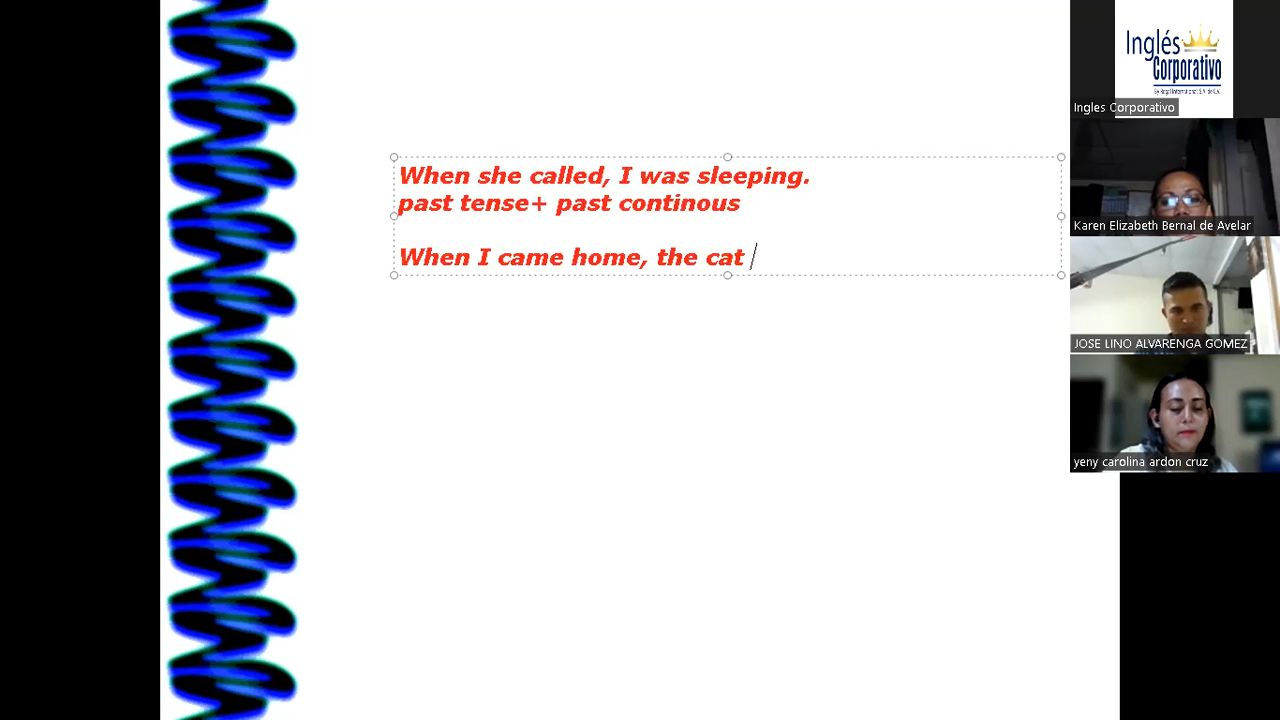 When she called, I was sleeping.
past tense+ past continous
When I came home, the cat
Inglés
Corporativo
Ingles Corporativo
Karen Elizabeth Bernal de Avelar
JOSE LINO ALVARENGA GOMEZ
yeny carolina ardon cruz